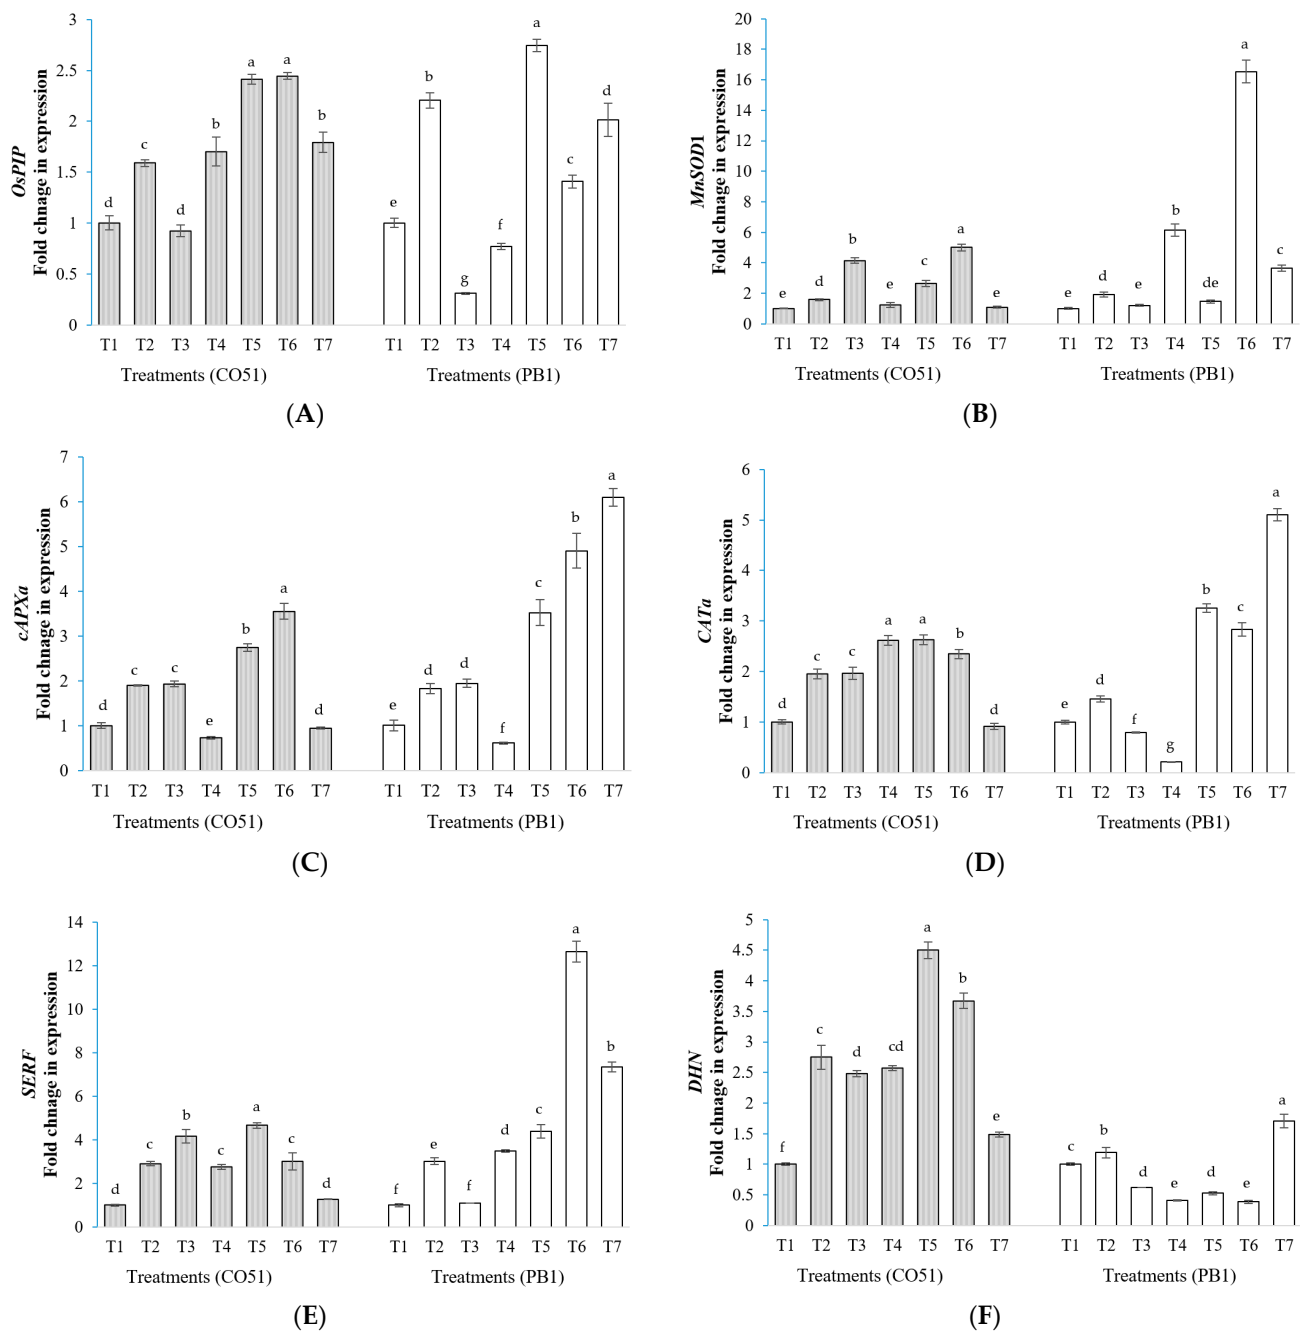 3
2.5
2
1.5
1
0.5
0
OsPIP
Fold chnage in expression
d
c
d
b
a
a
b
e
b
g
f
a
c
d
T1 T2 T3 T4 T5 T6 T7 T1 T2 T3 T4 T5 T6 T7
Treatments (CO51) Treatments (PB1)
(A)
20
18
16
14
12
10
8
6
4
2
0
MnSOD1
Fold chnage in expression
e
d
b
e
c
a
e
e
d
e
b
de
a
c
T1 T2 T3 T4 T5 T6 T7 T1 T2 T3 T4 T5 T6 T7
Treatments (CO51) Treatments (PB1)
(B)
7
6
5
4
3
2
1
0
cAPXa
Fold chnage in expression
d
c
c
e
b
a
d
e
d
d
f
c
b
a
T1 T2 T3 T4 T5 T6 T7 T1 T2 T3 T4 T5 T6 T7
Treatments (CO51) Treatments (PB1)
(C)
6
5
4
3
2
1
0
CATa
Fold chnage in expression
d
c
c
a
a
b
d
e
d
f
g
b
c
a
T1 T2 T3 T4 T5 T6 T7 T1 T2 T3 T4 T5 T6 T7
Treatments (CO51) Treatments (PB1)
(D)
14
12
10
8
6
4
2
0
SERF
Fold chnage in expression
d
c
b
c
a
c
d
f
e
f
d
c
a
b
T1 T2 T3 T4 T5 T6 T7 T1 T2 T3 T4 T5 T6 T7
Treatments (CO51) Treatments (PB1)
(E)
5
4.5
4
3.5
3
2.5
2
1.5
1
0.5
0
DHN
Fold chnage in expression
f
c
d
cd
a
b
e
c
b
d
e
d
e
a
T1 T2 T3 T4 T5 T6 T7 T1 T2 T3 T4 T5 T6 T7
Treatments (CO51) Treatments (PB1)
(F)